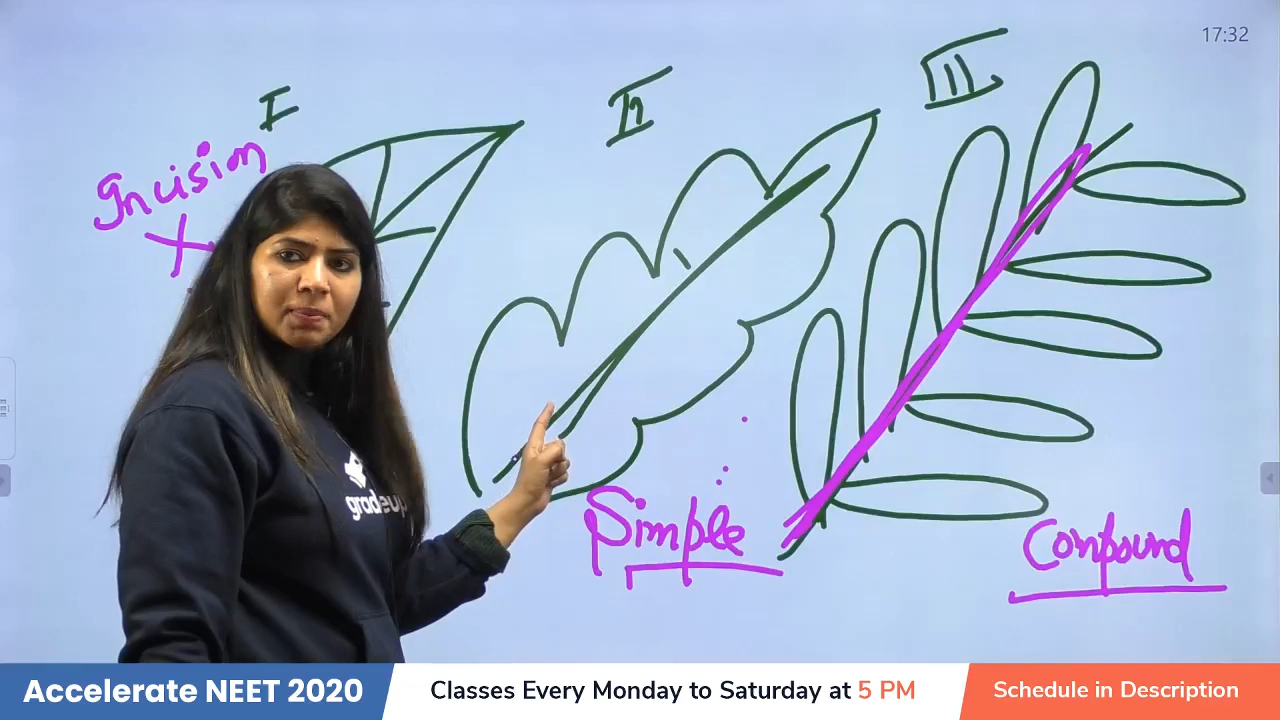 17:32
I
II
III
Incision
X
Simple
Compound
gradeup
Accelerate NEET 2020
Classes Every Monday to Saturday at 5 PM
Schedule in Description